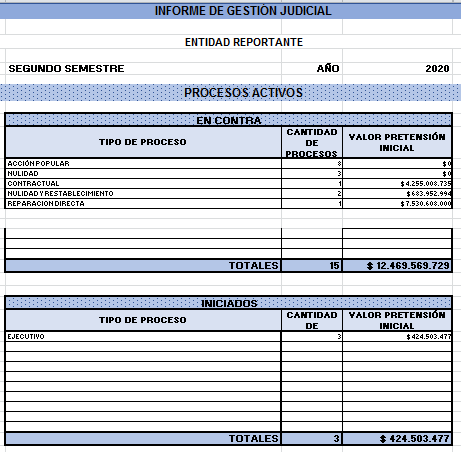 INFORME DE GESTIÓN JUDICIAL
ENTIDAD REPORTANTE
SEGUNDO SEMESTRE AÑO 2020
PROCESOS ACTIVOS
EN CONTRA
TIPO DE PROCESO CANTIDAD DE PROCESOS VALOR PRETENSIÓN INICIAL
ACCIÓN POPULAR 8 $ 0
NULIDAD 3 $ 0
CONTRACTUAL 1 $ 4.255.008.735
NULIDAD Y RESTABLECIMIENTO 2 $ 683.952.994
REPARACION DIRECTA 1 $ 7.530.608.000
TOTALES 15 $ 12.469.569.729
INICIADOS
TIPO DE PROCESO CANTIDAD DE VALOR PRETENSIÓN INICIAL
EJECUTIVO 3 $ 424.503.477
TOTALES 3 $ 424.503.477